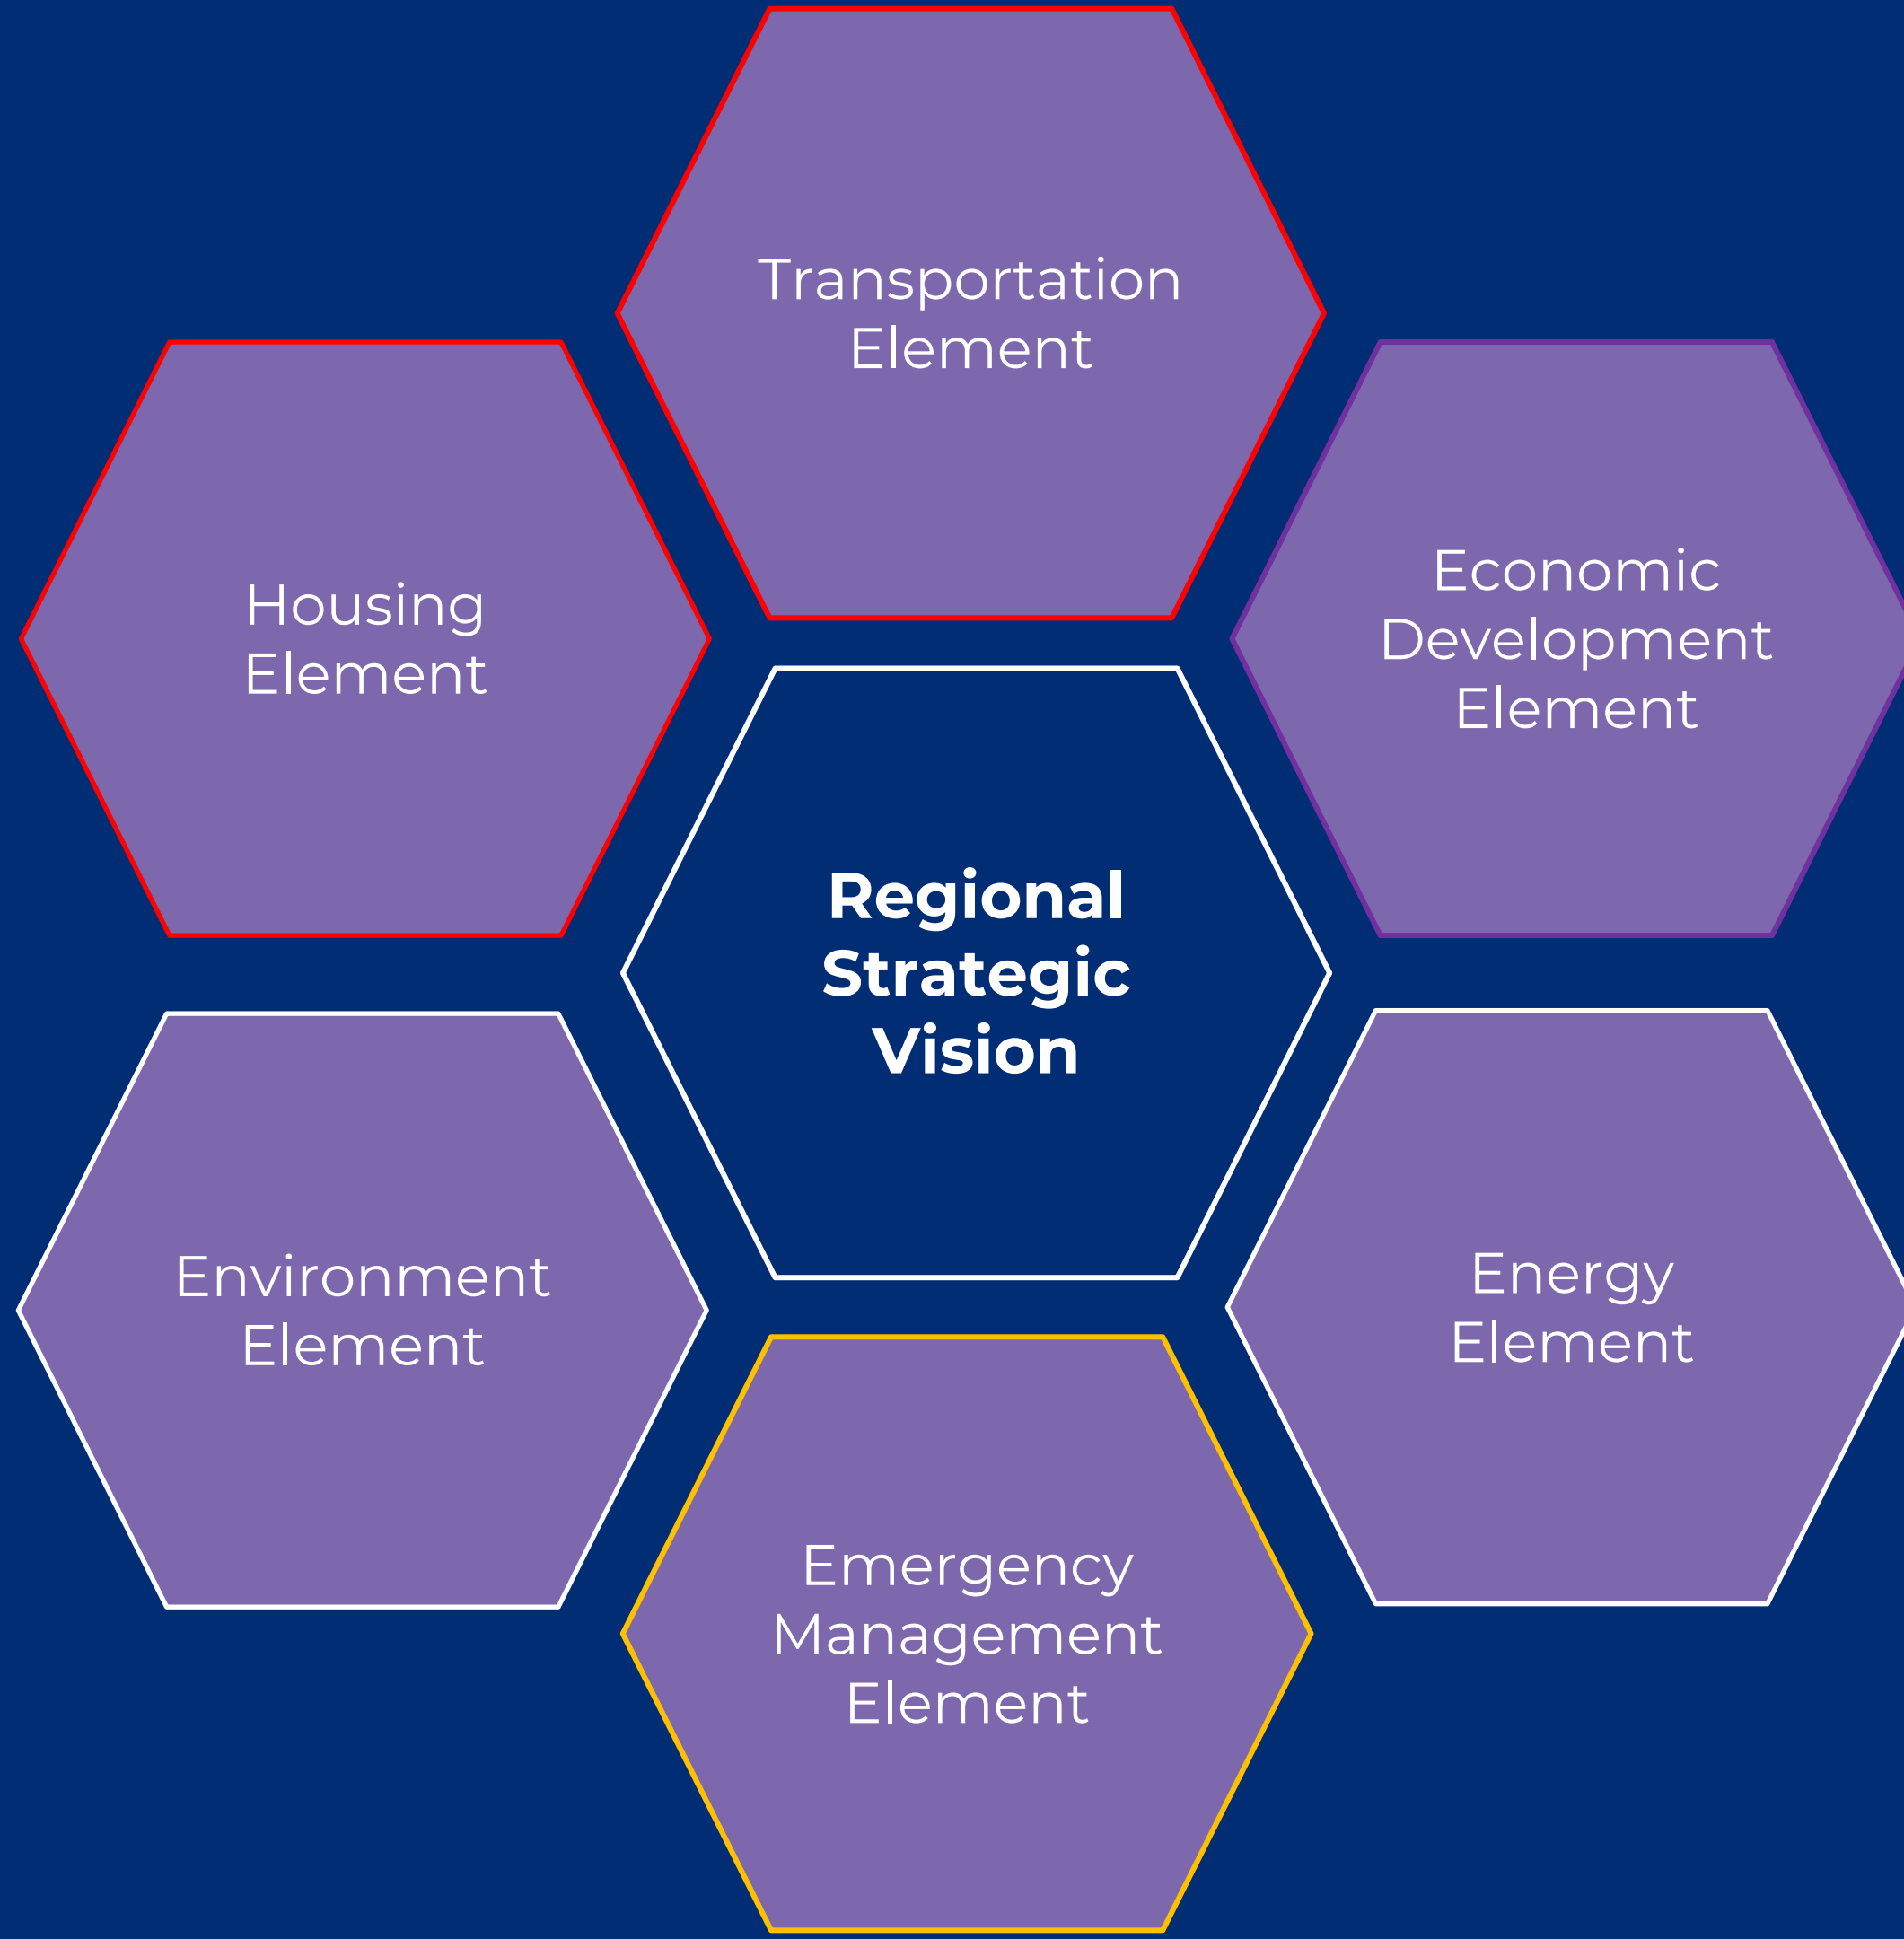 Transportation
Element
Housing
Element
Economic
Development
Element
Regional
Strategic
Vision
Environment
Element
Energy
Element
Emergency
Management
Element